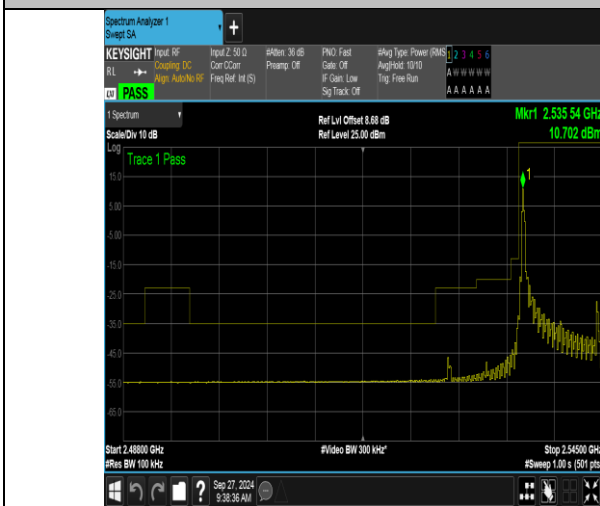 Spectrum Analyzer 1
Swept SA
+
KEYSIGHT
RL
LXI PASS
Input: RF
Coupling: DC
Align: Auto/No RF
Input Z: 50 Ω
Corr CCorr
Freq Ref: Int (S)
#Atten: 36 dB
Preamp: Off
PNO: Fast
Gate: Off
IF Gain: Low
Sig Track: Off
#Avg Type: Power (RMS
Avg|Hold: 10/10
Trig: Free Run
1 2 3 4 5 6
A W W W W W
A A A A A A
1 Spectrum
Scale/Div 10 dB
Ref Lvl Offset 8.68 dB
Ref Level 25.00 dBm
Mkr1 2.535 54 GHz
10.702 dBm
Log
Trace 1 Pass
1
15.0
5.00
-5.00
-15.0
-25.0
-35.0
-45.0
-55.0
-65.0
Start 2.48800 GHz
#Res BW 100 kHz
#Video BW 300 kHz*
Stop 2.54500 GHz
#Sweep 1.00 s (501 pts
?
Sep 27, 2024
9:38:36 AM